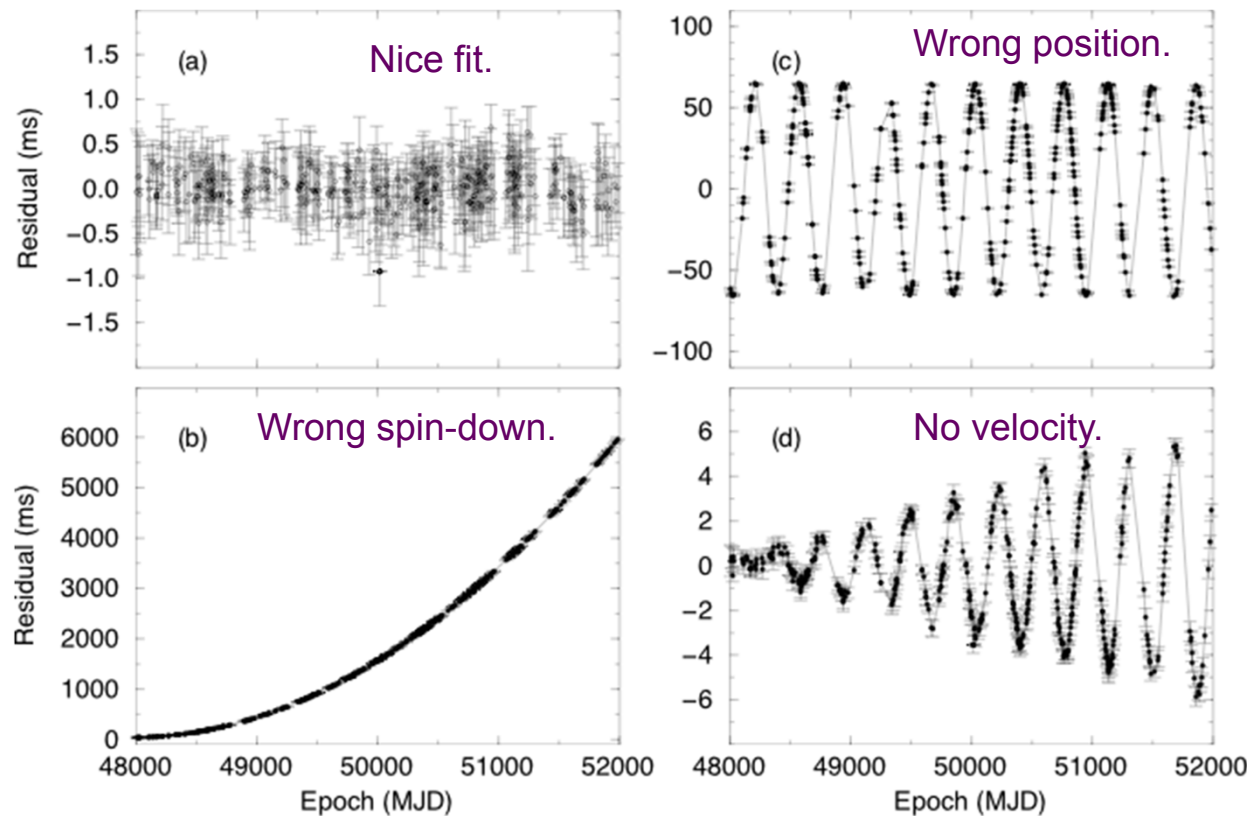 (a)
Nice fit.
1.5
1.0
0.5
0.0
−0.5
−1.0
−1.5
Residual (ms)
(c)
Wrong position.
100
50
0
−50
−100
(b)
Wrong spin-down.
6000
5000
4000
3000
2000
1000
0
Residual (ms)
48000 49000 50000 51000 52000
Epoch (MJD)
(d)
No velocity.
6
4
2
0
−2
−4
−6
48000 49000 50000 51000 52000
Epoch (MJD)